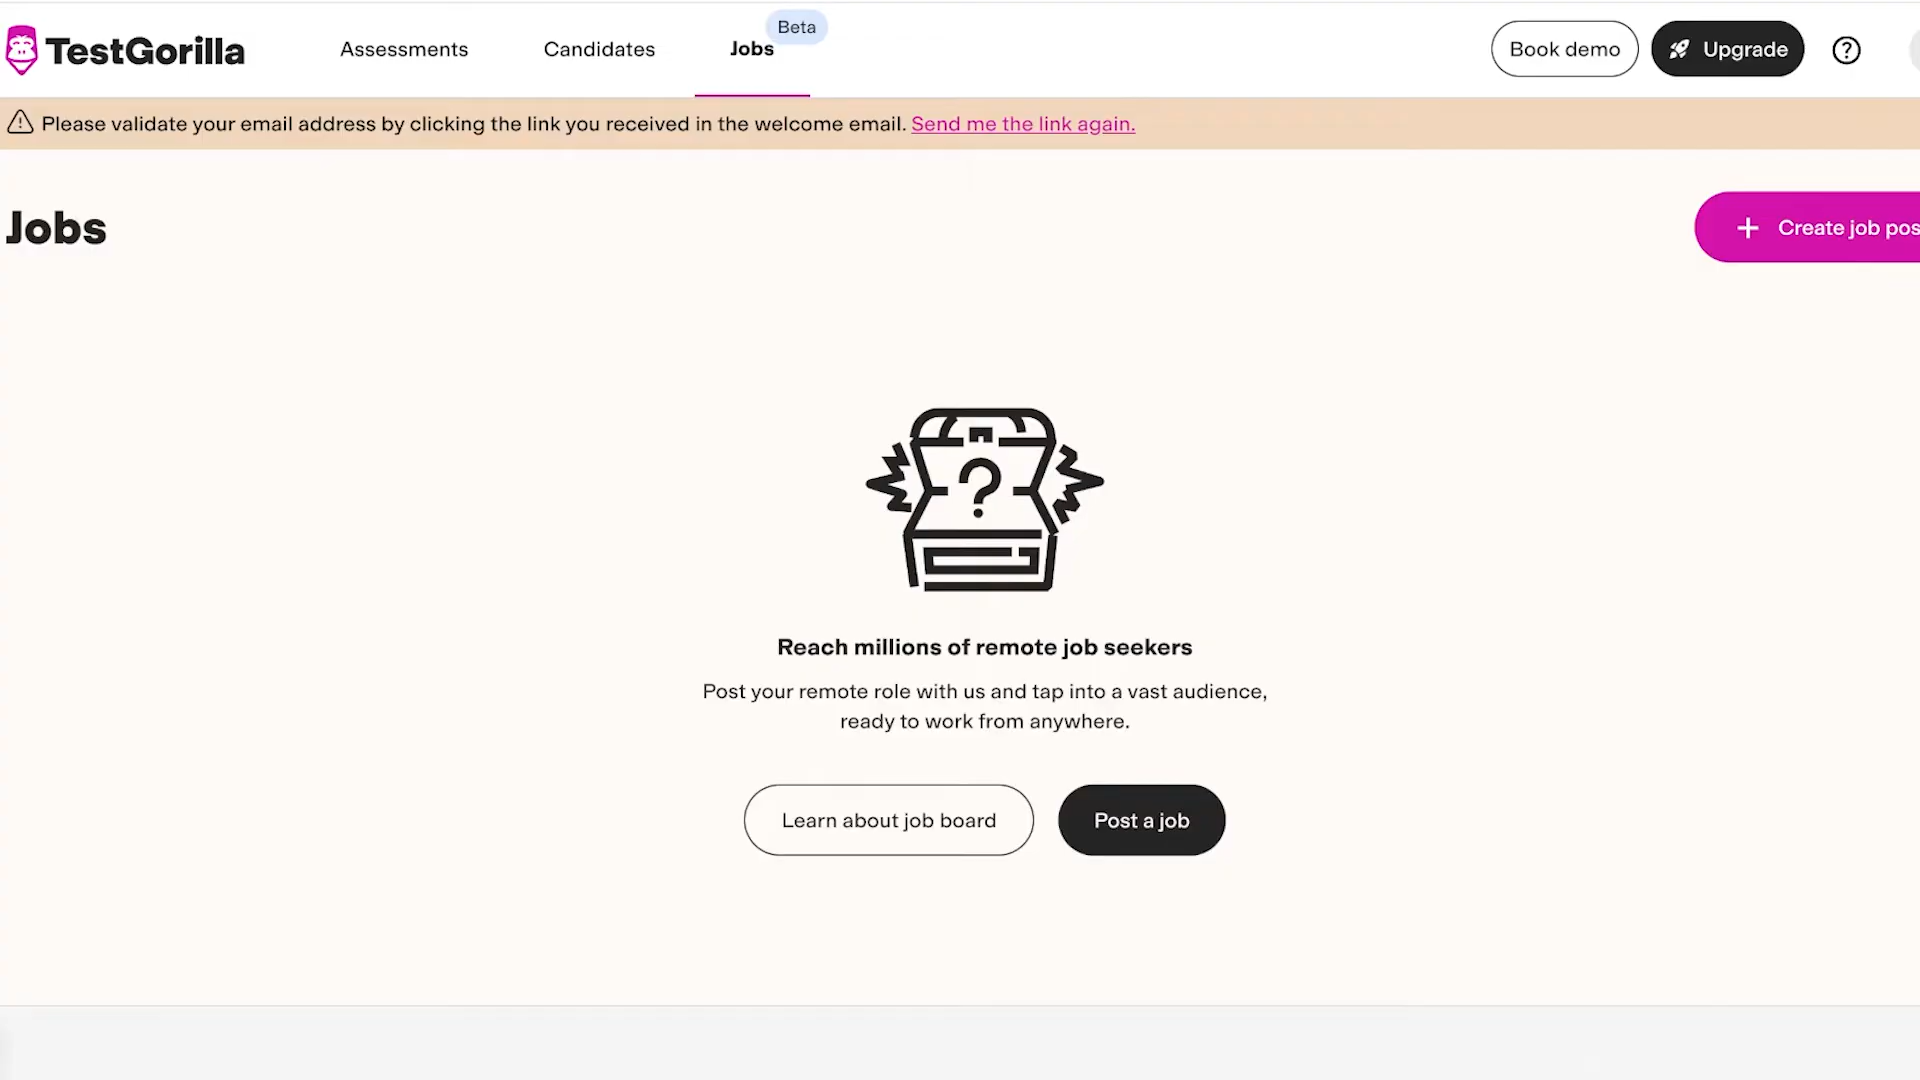 TestGorilla
Assessments
Candidates
Jobs
Beta
Book demo
Upgrade
Please validate your email address by clicking the link you received in the welcome email. Send me the link again.
Jobs
+ Create job pos
?
Reach millions of remote job seekers
Post your remote role with us and tap into a vast audience,
ready to work from anywhere.
Learn about job board
Post a job